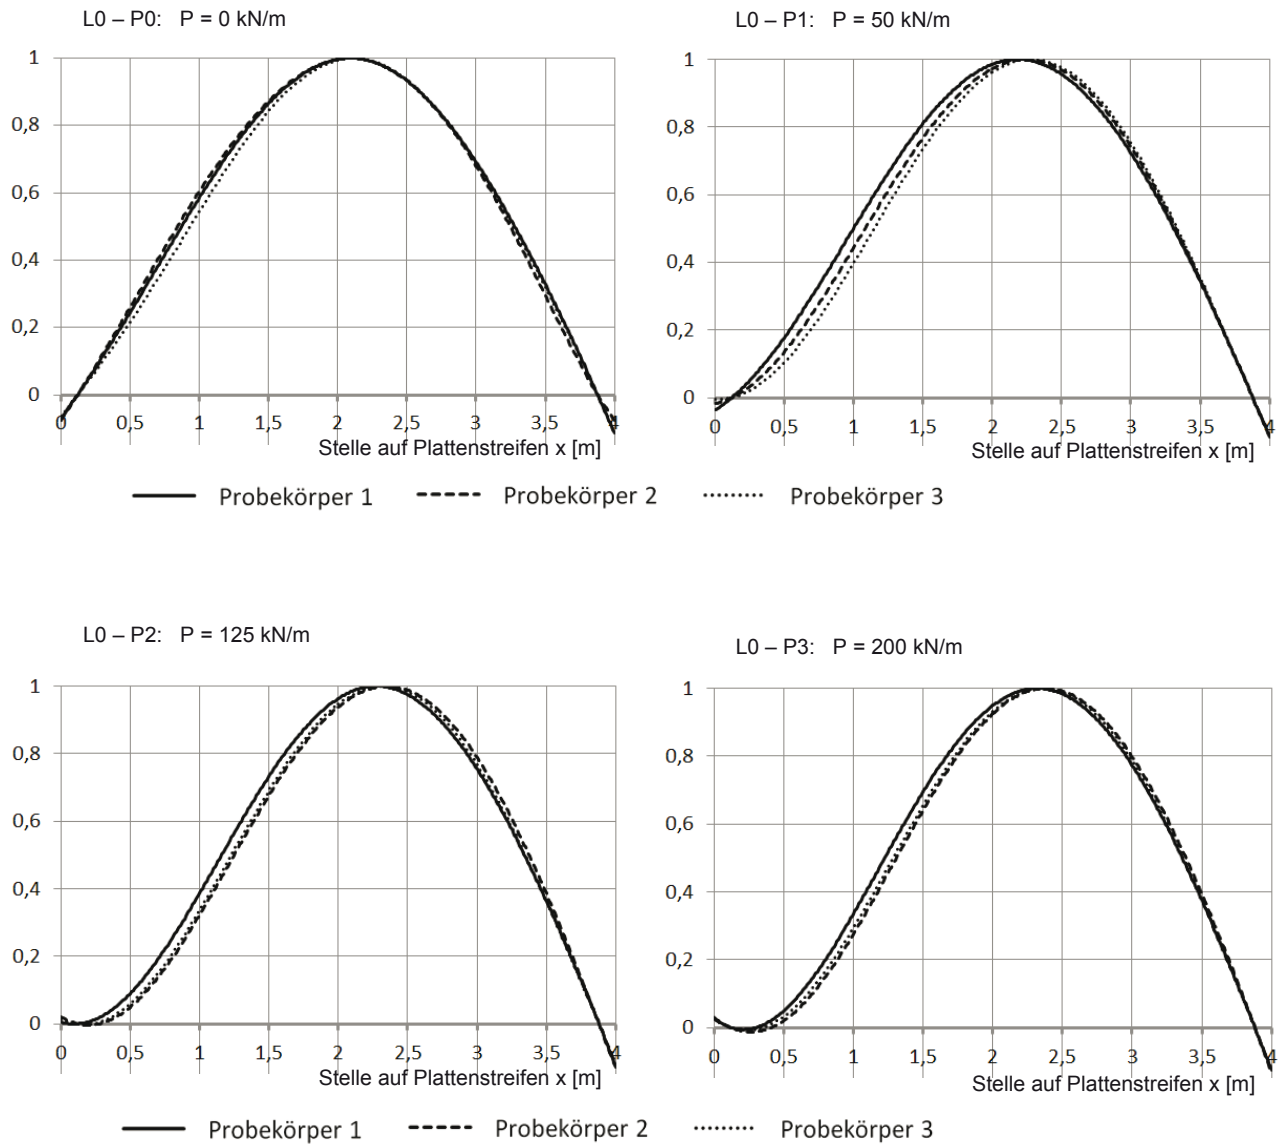 L0 – P0: P = 0 kN/m
L0 – P1: P = 50 kN/m
1
0,8
0,6
0,4
0,2
0
0 0,5 1 1,5 2 2,5 3 3,5 4
Stelle auf Plattenstreifen x [m]
1
0,8
0,6
0,4
0,2
0
0 0,5 1 1,5 2 2,5 3 3,5 4
Stelle auf Plattenstreifen x [m]
Probekörper 1 Probekörper 2 Probekörper 3
L0 – P2: P = 125 kN/m
L0 – P3: P = 200 kN/m
1
0,8
0,6
0,4
0,2
0
0 0,5 1 1,5 2 2,5 3 3,5 4
Stelle auf Plattenstreifen x [m]
1
0,8
0,6
0,4
0,2
0
0 0,5 1 1,5 2 2,5 3 3,5 4
Stelle auf Plattenstreifen x [m]
Probekörper 1 Probekörper 2 Probekörper 3